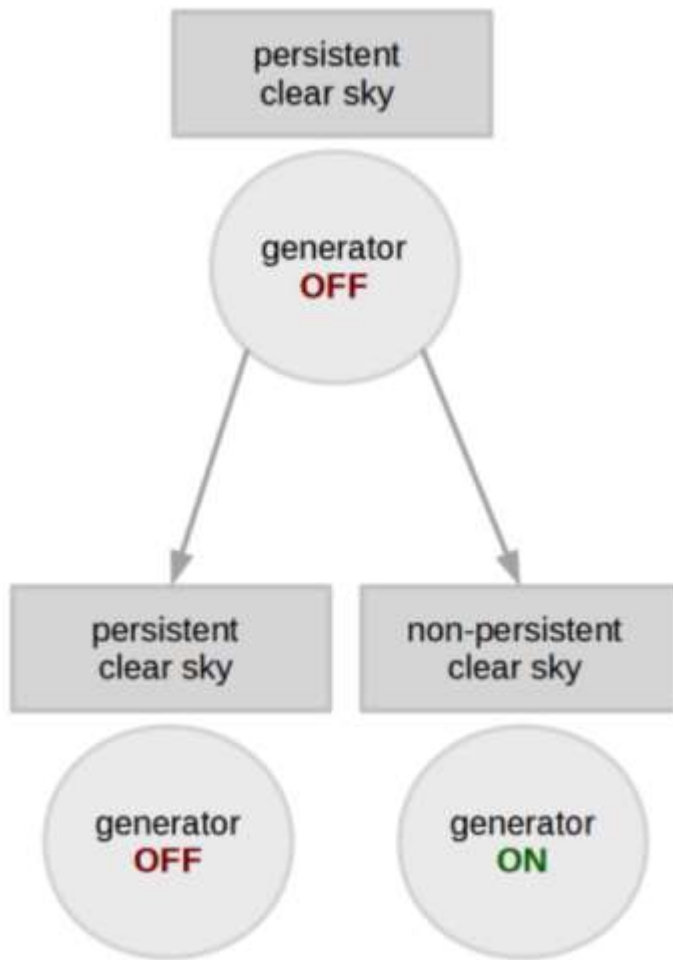 persistent
clear sky
generator
OFF
persistent
clear sky
non-persistent
clear sky
generator
OFF
generator
ON